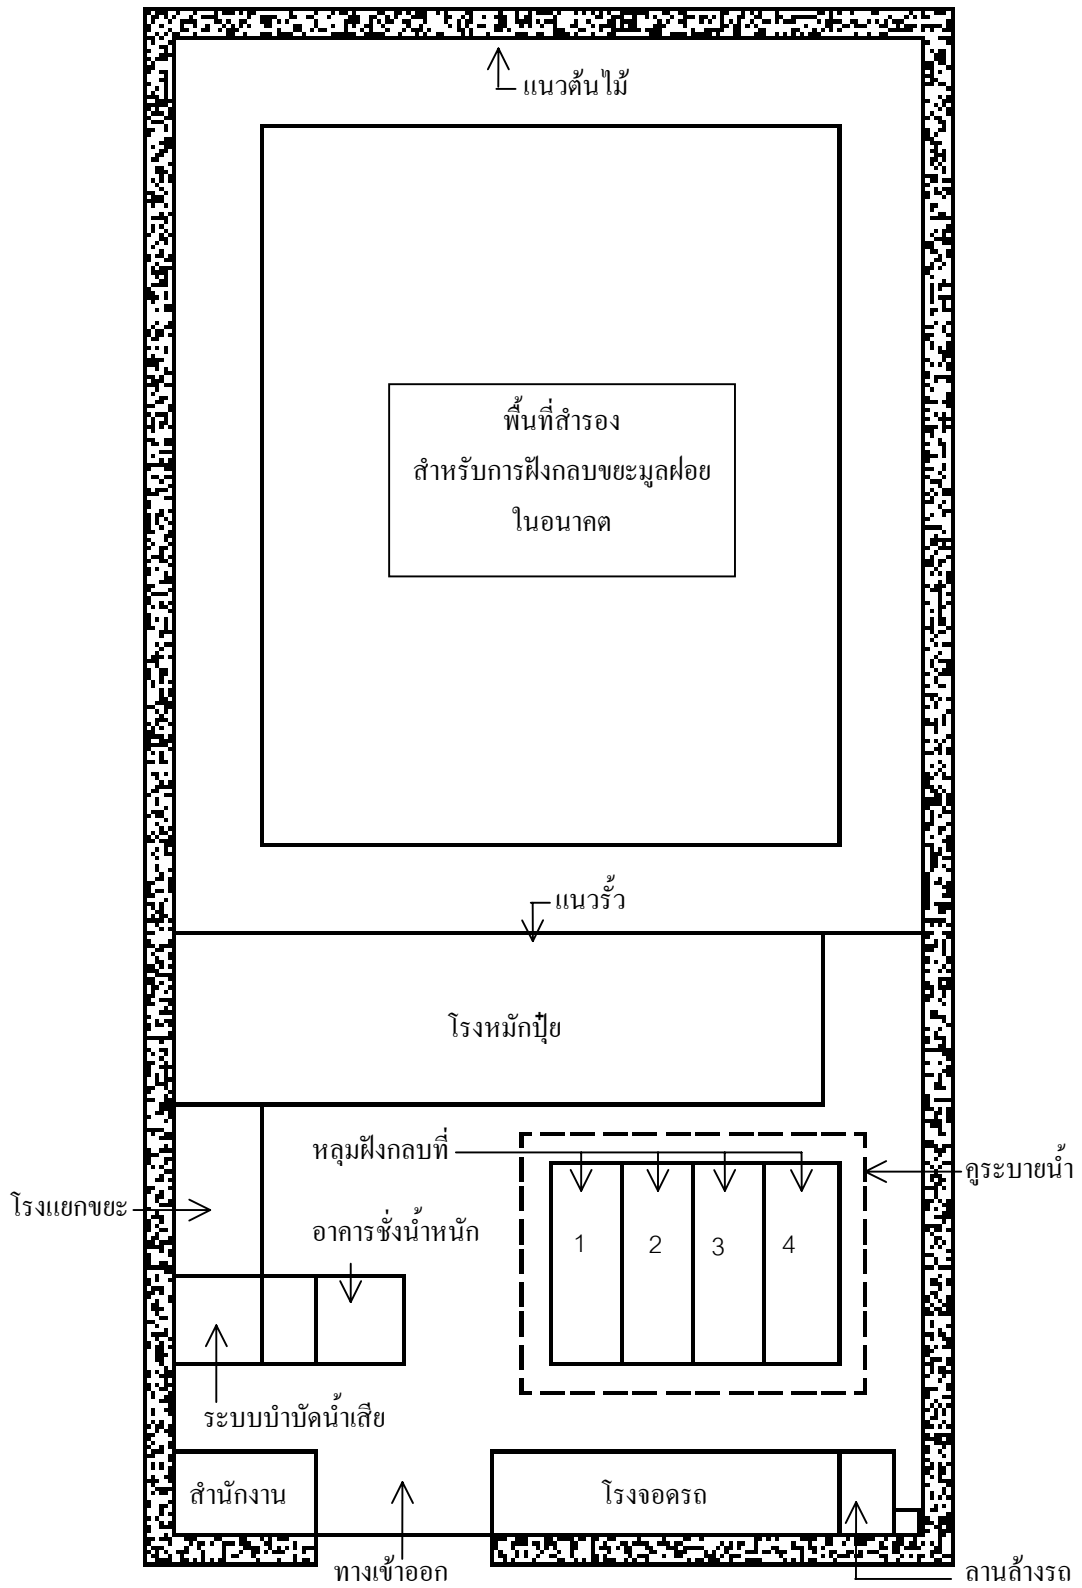 แนวต้นไม้
พื้นที่สำรอง
สำหรับการฝังกลบขยะมูลฝอย
ในอนาคต
แนวรั้ว
โรงหมักปุ๋ย
หลุมฝังกลบที่
คูระบายน้ำ
โรงแยกขยะ
อาคารชั่งน้ำหนัก
1 2 3 4
ระบบบำบัดน้ำเสีย
สำนักงาน
โรงจอดรถ
ทางเข้าออก
ลานล้างรถ